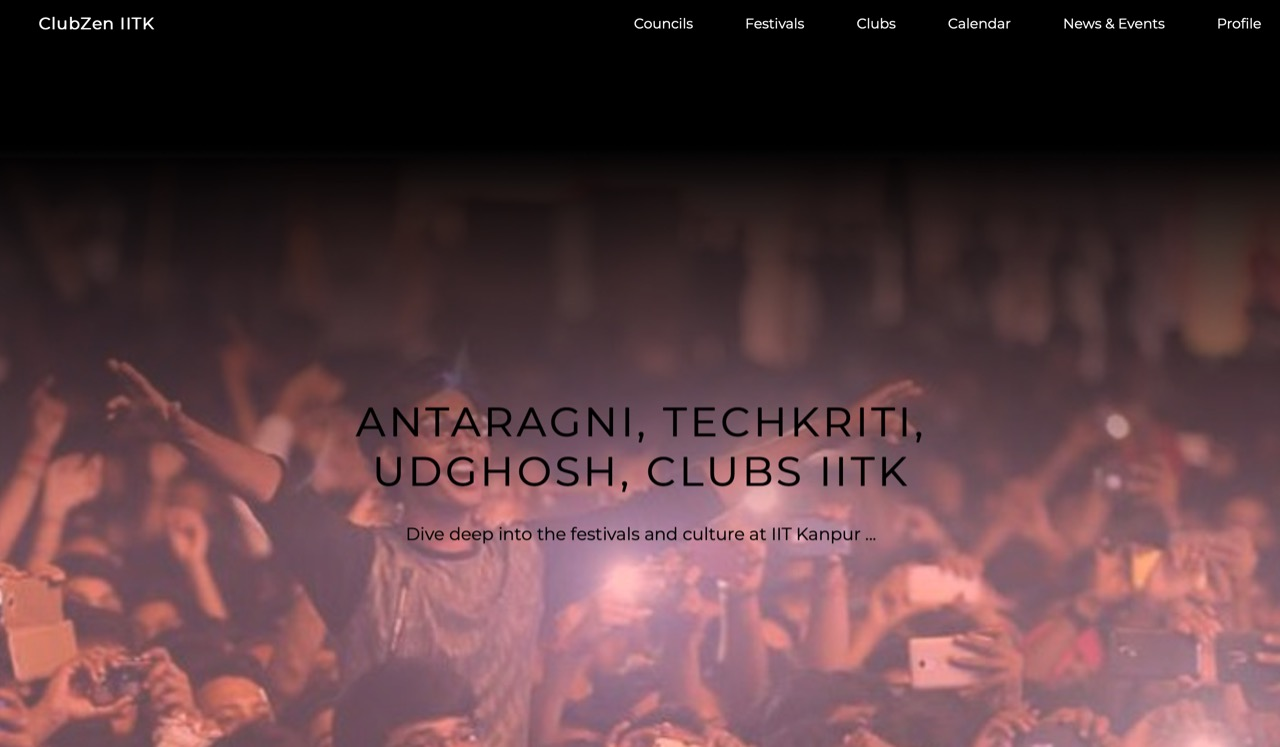 ClubZen IITK
Councils Festivals Clubs Calendar News & Events Profile
ANTARAGNI, TECHKRITI,
UDGHOSH, CLUBS IITK
Dive deep into the festivals and culture at IIT Kanpur ...